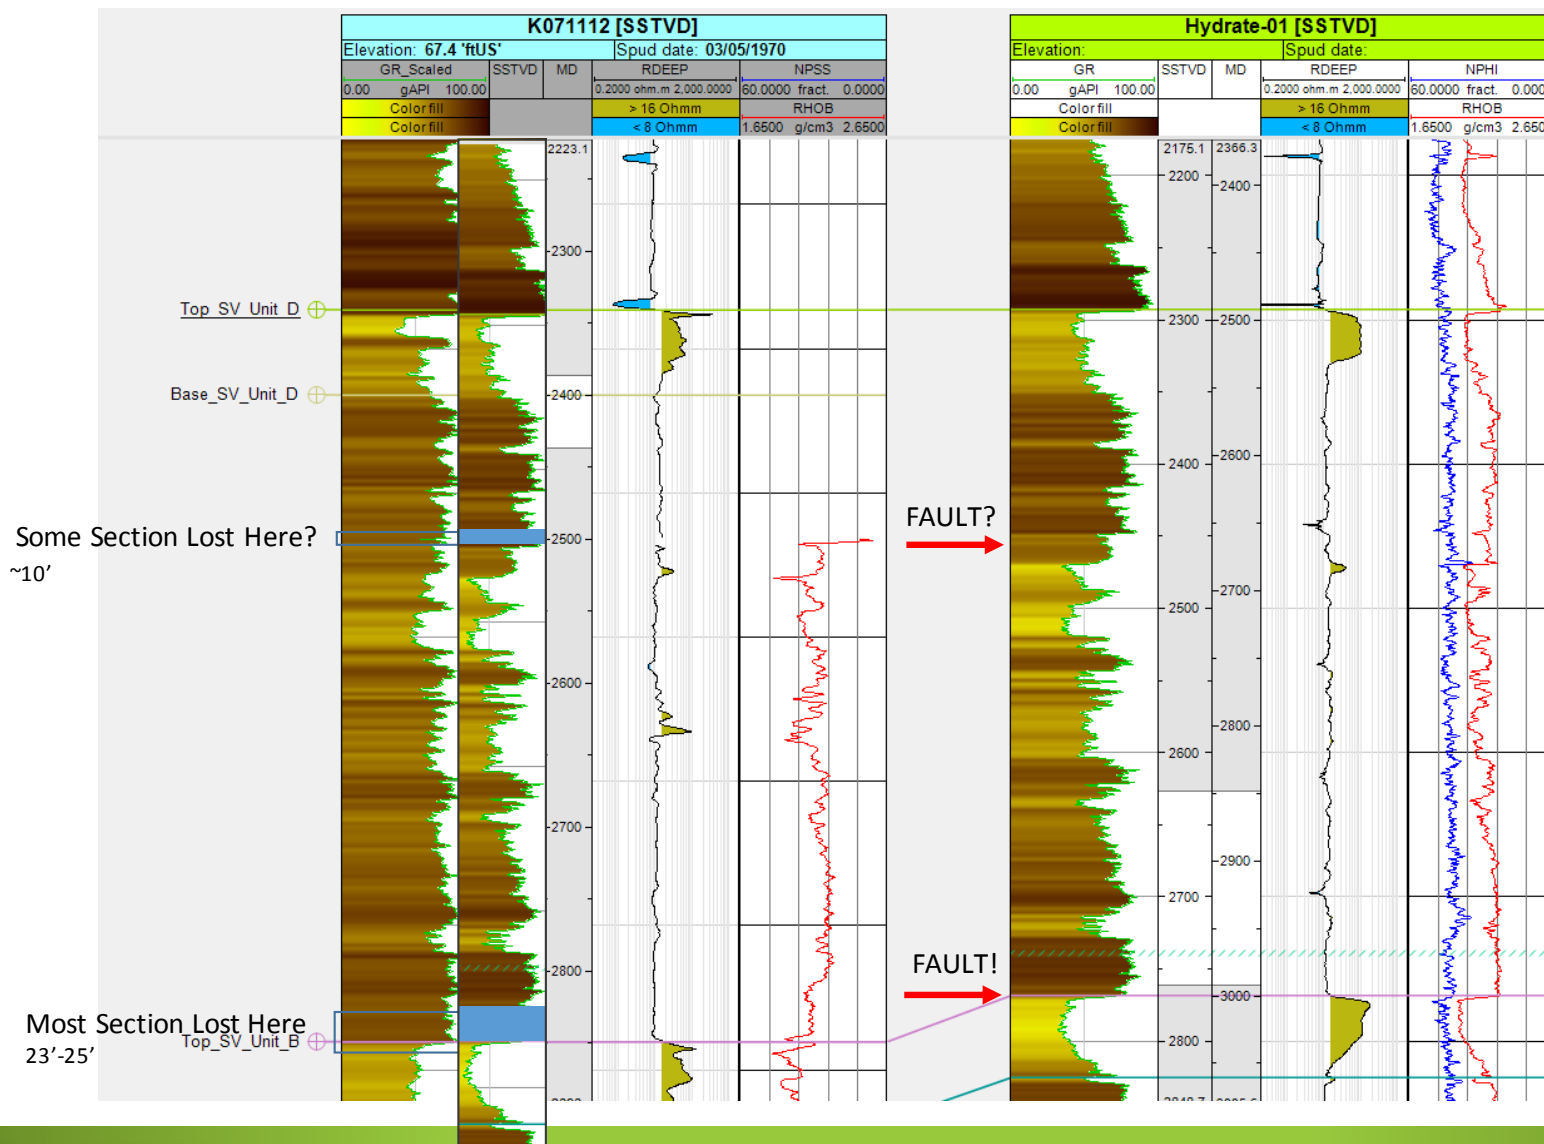 K071112 [SSTVD]
Elevation: 67.4 'ftUS' Spud date: 03/05/1970
GR_Scaled SSTVD MD RDEEP NPSS
0.00 gAPI 100.00 0.2000 ohm.m 2,000.0000 60.0000 fract. 0.0000
Color fill > 16 Ohmm RHOB
Color fill < 8 Ohmm 1.6500 g/cm3 2.6500
2223.1
2300
2400
2500
2600
2700
2800
Hydrate-01 [SSTVD]
Elevation: Spud date:
GR SSTVD MD RDEEP NPHI
0.00 gAPI 100.00 0.2000 ohm.m 2,000.0000 60.0000 fract. 0.000
Color fill > 16 Ohmm RHOB
Color fill < 8 Ohmm 1.6500 g/cm3 2.650
2175.1 2366.3
2200 2400
2300 2500
2400 2600
2500 2700
2600 2800
2700 2900
2800 3000
Top_SV_Unit_D
Base_SV_Unit_D
Some Section Lost Here?
~10'
FAULT?
FAULT!
Most Section Lost Here
Top_SV_Unit_B
23'-25'